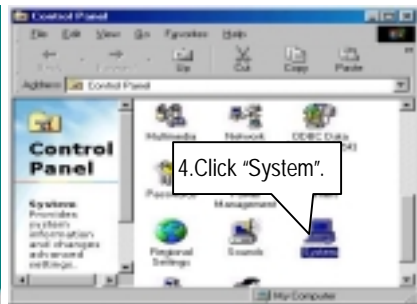 Control Panel
File Edit View Go Favorites Help
Up Cut Copy Paste
Address Control Panel
Multimedia Network ODBC Data
Control
Panel
4.Click “System”.
Management
System
Provides
system
information
and changes
advanced
settings.
Regional
Settings
Sounds
System
My Computer